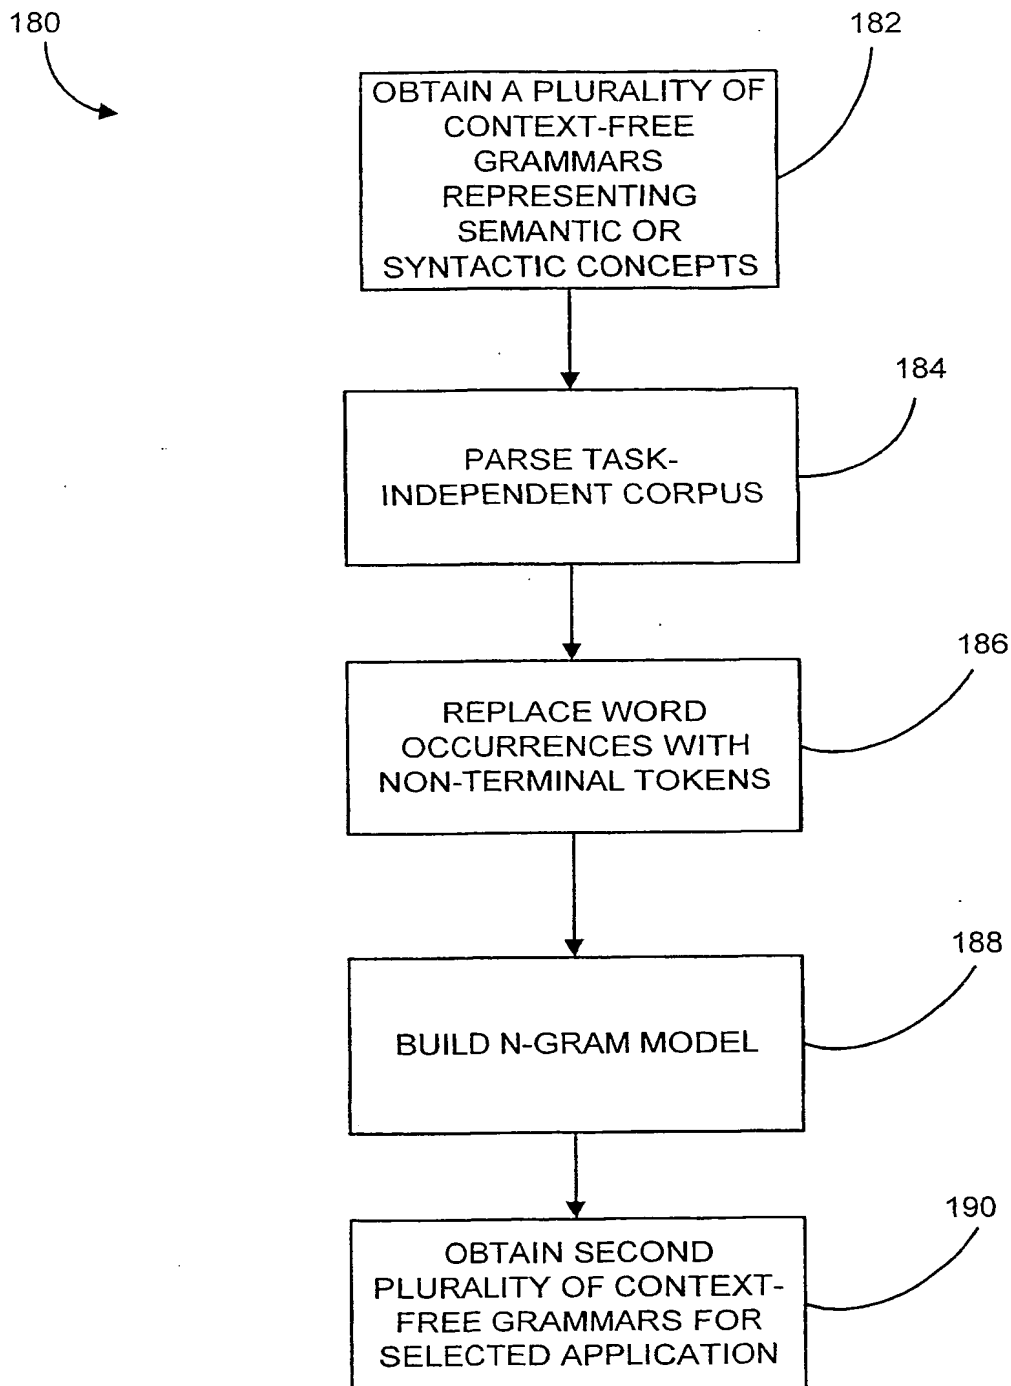 180
182
OBTAIN A PLURALITY OF
CONTEXT-FREE
GRAMMARS
REPRESENTING
SEMANTIC OR
SYNTACTIC CONCEPTS
184
PARSE TASK-
INDEPENDENT CORPUS
186
REPLACE WORD
OCCURRENCES WITH
NON-TERMINAL TOKENS
188
BUILD N-GRAM MODEL
190
OBTAIN SECOND
PLURALITY OF CONTEXT-
FREE GRAMMARS FOR
SELECTED APPLICATION